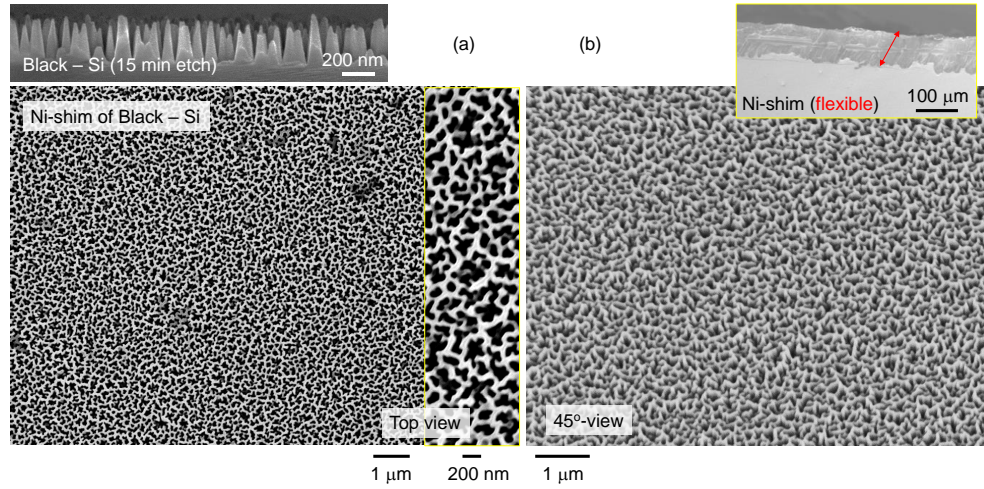 Black – Si (15 min etch)
200 nm
(a)
(b)
Ni-shim (flexible)
100 μm
Ni-shim of Black – Si
Top view
45º-view
1 μm
200 nm
1 μm